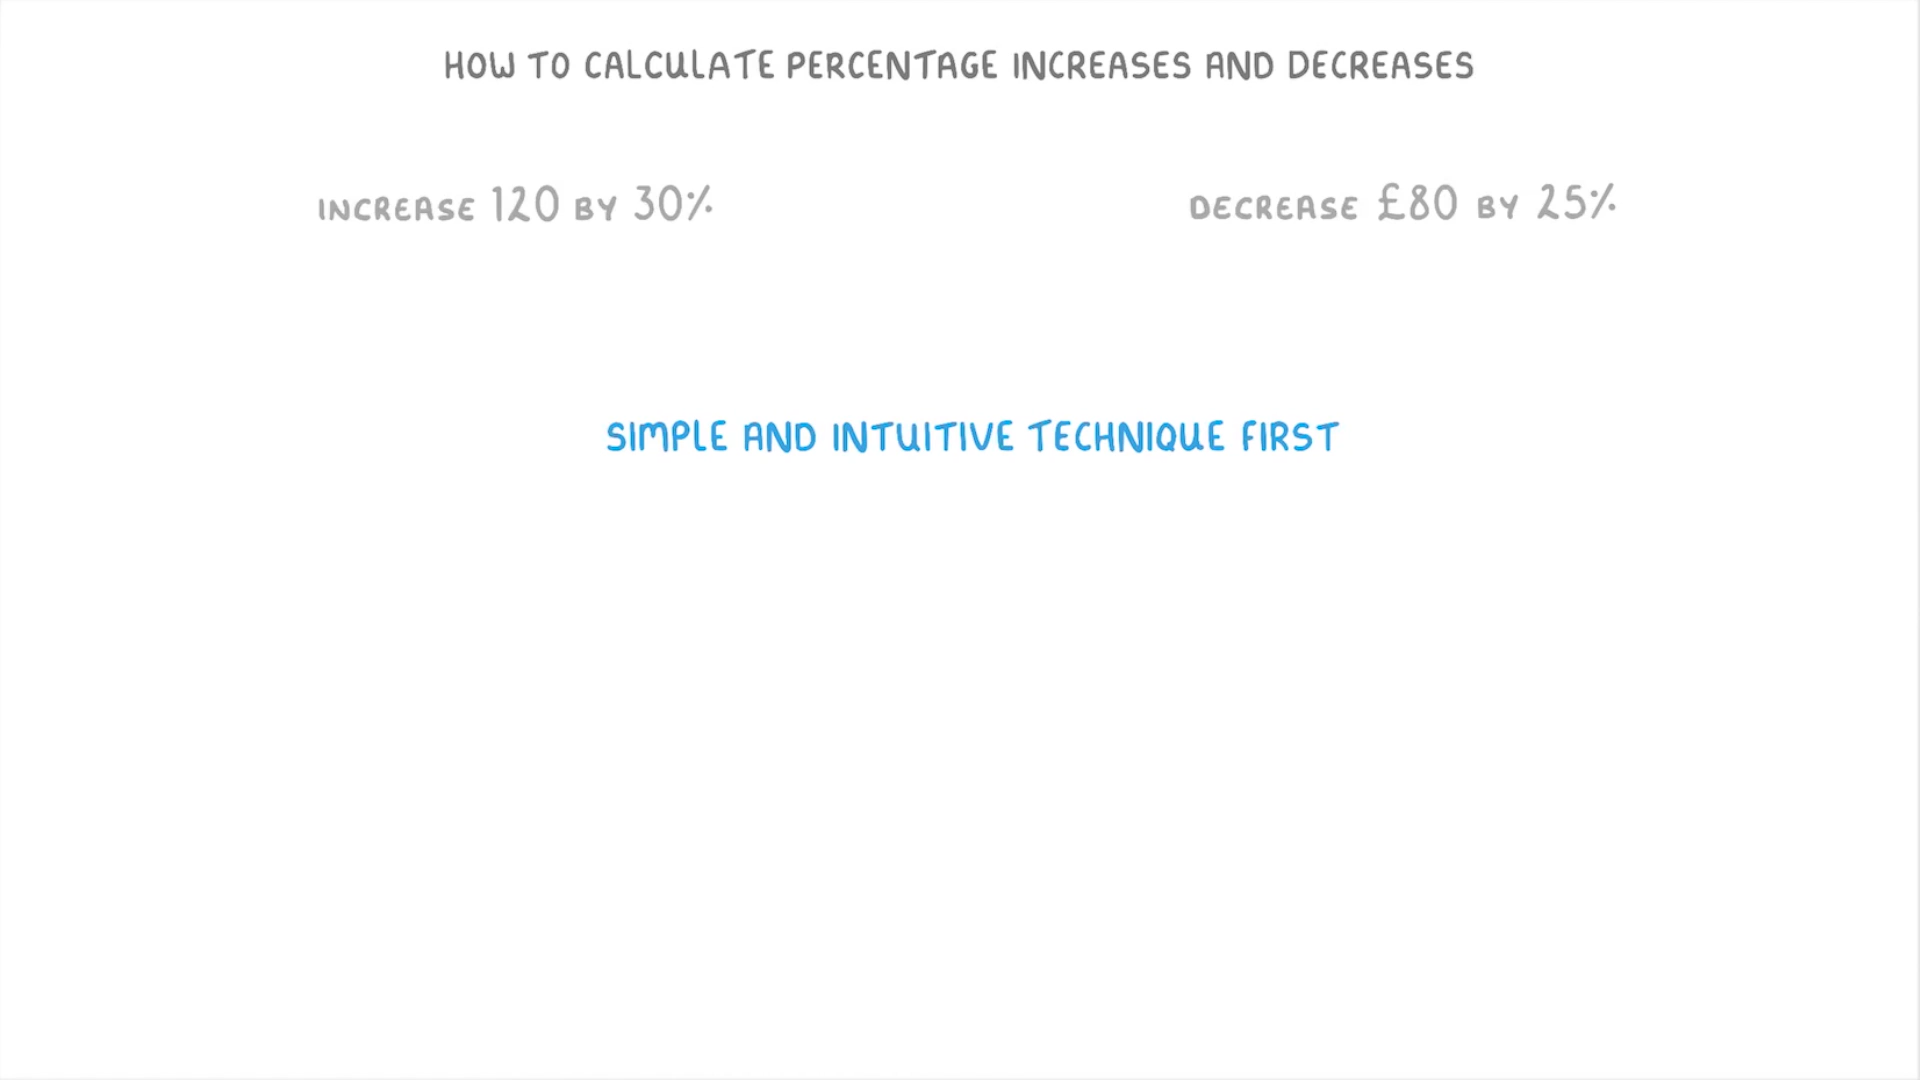 HOW TO CALCULATE PERCENTAGE INCREASES AND DECREASES
INCREASE 120 BY 30%
DECREASE £80 BY 25%
SIMPLE AND INTUITIVE TECHNIQUE FIRST